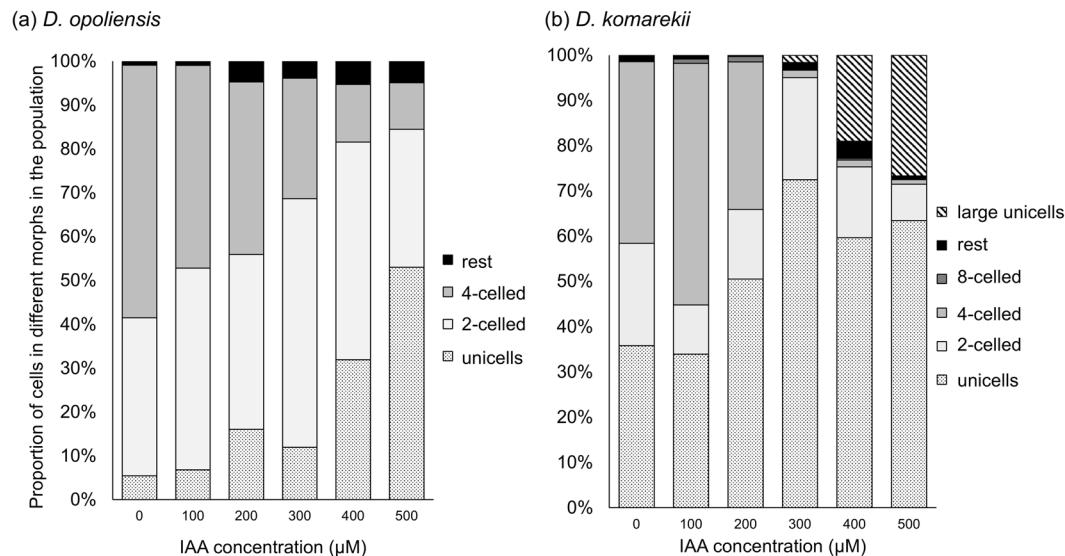 (a) D. opoliensis
100%
90%
80%
70%
60%
50%
40%
30%
20%
10%
0%
Proportion of cells in different morphs in the population
0 100 200 300 400 500
IAA concentration (µM)
rest
4-celled
2-celled
unicells
(b) D. komarekii
100%
90%
80%
70%
60%
50%
40%
30%
20%
10%
0%
0 100 200 300 400 500
IAA concentration (µM)
large unicells
rest
8-celled
4-celled
2-celled
unicells